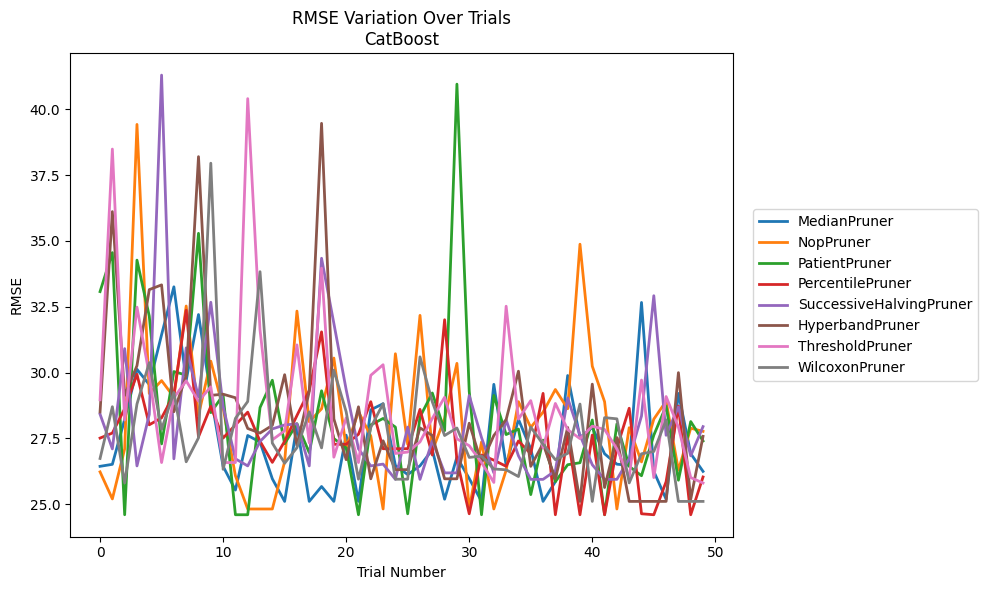 RMSE Variation Over Trials
CatBoost
RMSE
40.0
37.5
35.0
32.5
30.0
27.5
25.0
0
10
20
30
40
50
Trial Number
MedianPruner
NopPruner
PatientPruner
PercentilePruner
SuccessiveHalvingPruner
HyperbandPruner
ThresholdPruner
WilcoxonPruner